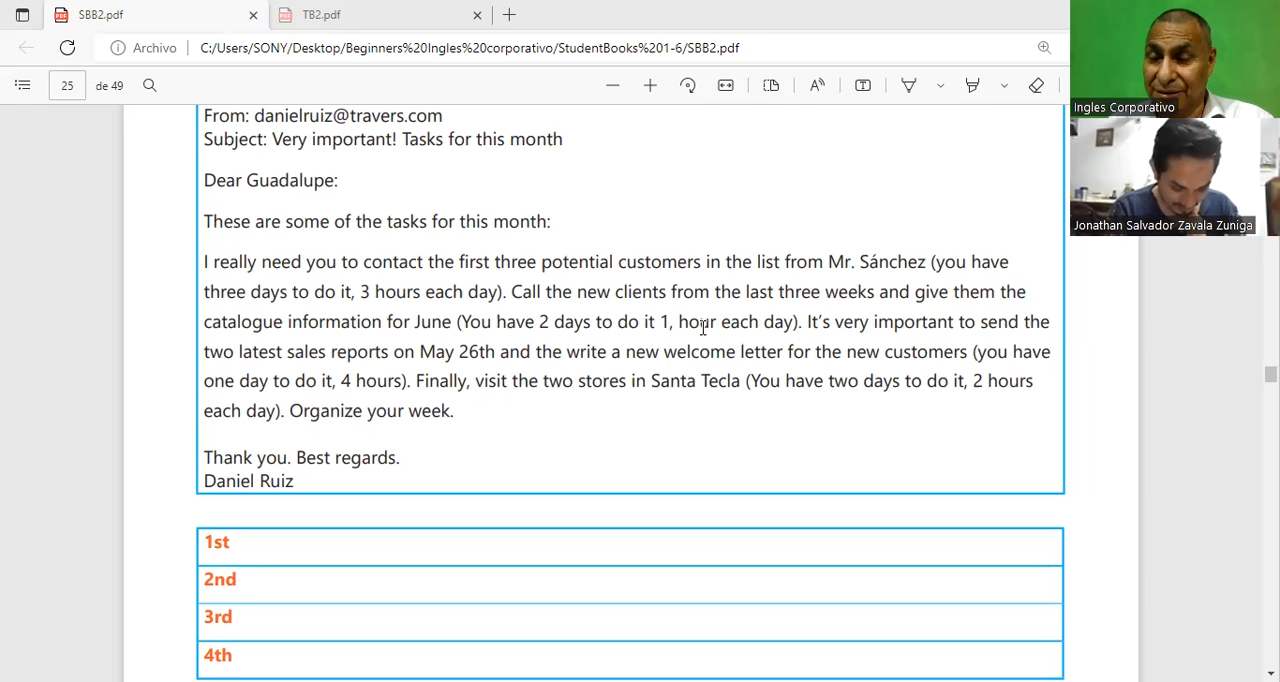 SBB2.pdf
TB2.pdf
Archivo
C:/Users/SONY/Desktop/Beginners%20Ingles%20corporativo/StudentBooks%201-6/SBB2.pdf
25 de 49
From: danielruiz@travers.com
Subject: Very important! Tasks for this month
Dear Guadalupe:
These are some of the tasks for this month:
I really need you to contact the first three potential customers in the list from Mr. Sánchez (you have
three days to do it, 3 hours each day). Call the new clients from the last three weeks and give them the
catalogue information for June (You have 2 days to do it 1, hour each day). It's very important to send the
two latest sales reports on May 26th and the write a new welcome letter for the new customers (you have
one day to do it, 4 hours). Finally, visit the two stores in Santa Tecla (You have two days to do it, 2 hours
each day). Organize your week.
Thank you. Best regards.
Daniel Ruiz
1st
2nd
3rd
4th
Ingles Corporativo
Jonathan Salvador Zavala Zuniga